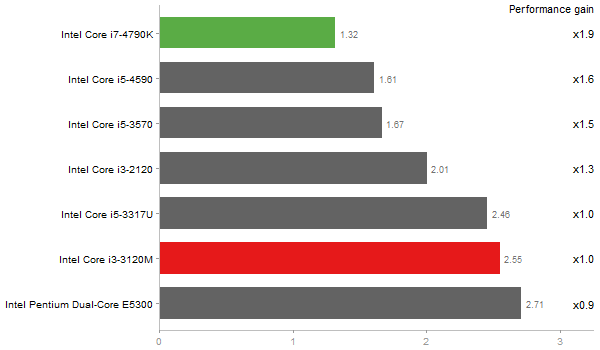 Performance gain
Intel Core i7-4790K 1.32 x1.9
Intel Core i5-4590 1.61 x1.6
Intel Core i5-3570 1.67 x1.5
Intel Core i3-2120 2.01 x1.3
Intel Core i5-3317U 2.46 x1.0
Intel Core i3-3120M 2.55 x1.0
Intel Pentium Dual-Core E5300 2.71 x0.9
0 1 2 3